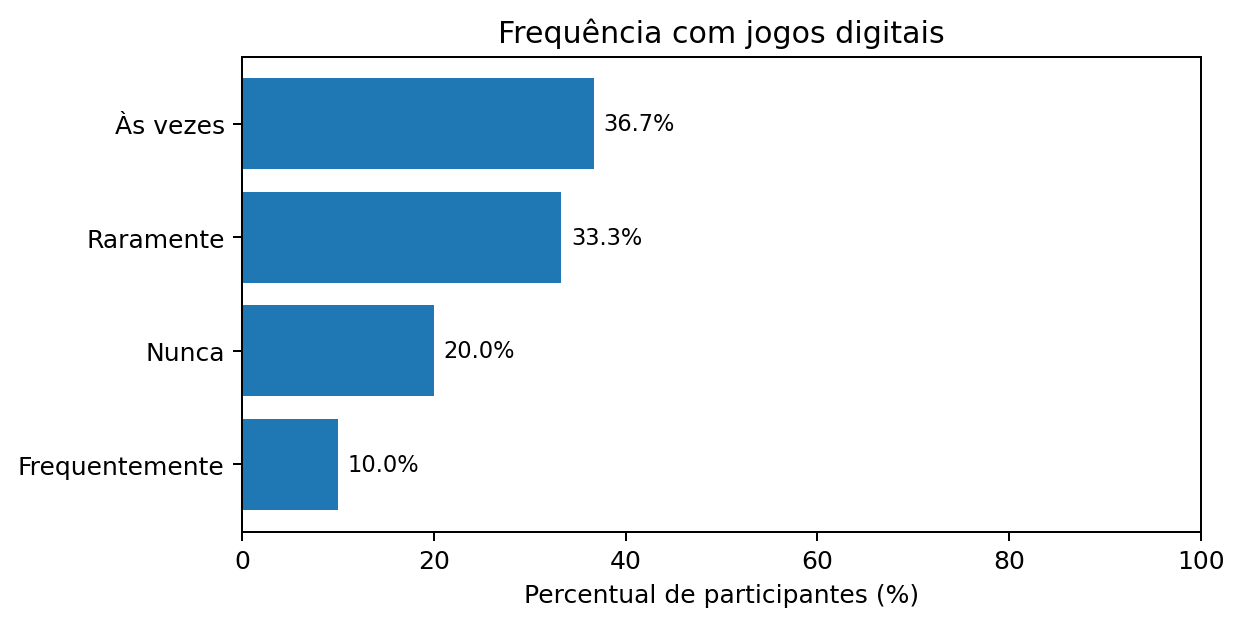 Frequência com jogos digitais
Às vezes
36.7%
Raramente
33.3%
Nunca
20.0%
Frequentemente
10.0%
0 20 40 60 80 100
Percentual de participantes (%)